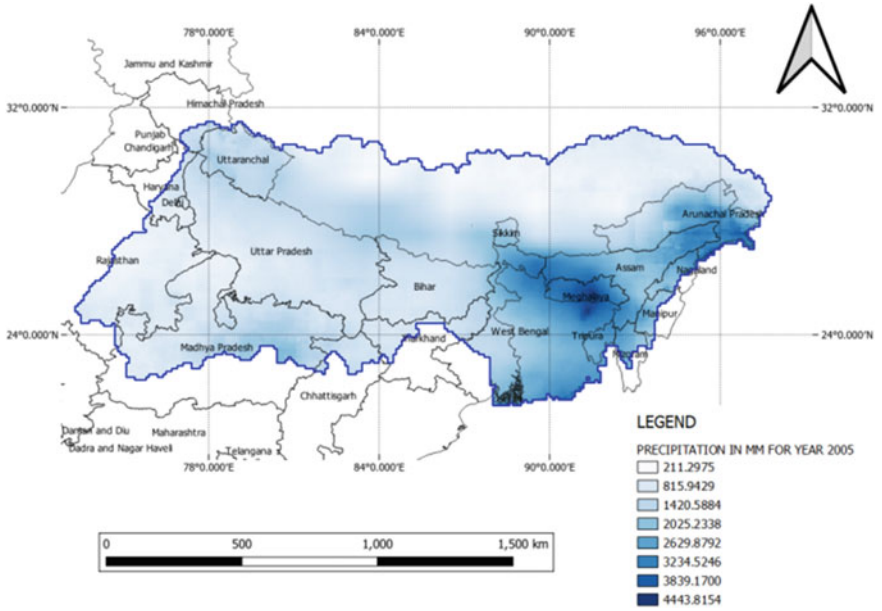 78°0.000'E 84°0.000'E 90°0.000'E 96°0.000'E
Jammu and Kashmir
32°0.000'N 32°0.000'N
Himachal Pradesh
Punjab
Chandigarh
Uttaranchal
Haryana
Delhi
Arunachal Pradesh
Sikkim
Uttar Pradesh
Rajasthan
Assam
Nagaland
Bihar
Meghalaya
Manipur
24°0.000'N 24°0.000'N
West Bengal
Tripura
Madhya Pradesh
Mizoram
Chhattisgarh
Daman and Diu
Maharashtra
Dadra and Nagar Haveli
Telangana
78°0.000'E 84°0.000'E 90°0.000'E
LEGEND
PRECIPITATION IN MM FOR YEAR 2005
211.2975
815.9429
1420.5884
2025.2338
2629.8792
3234.5246
3839.1700
4443.8154
0 500 1,000 1,500 km